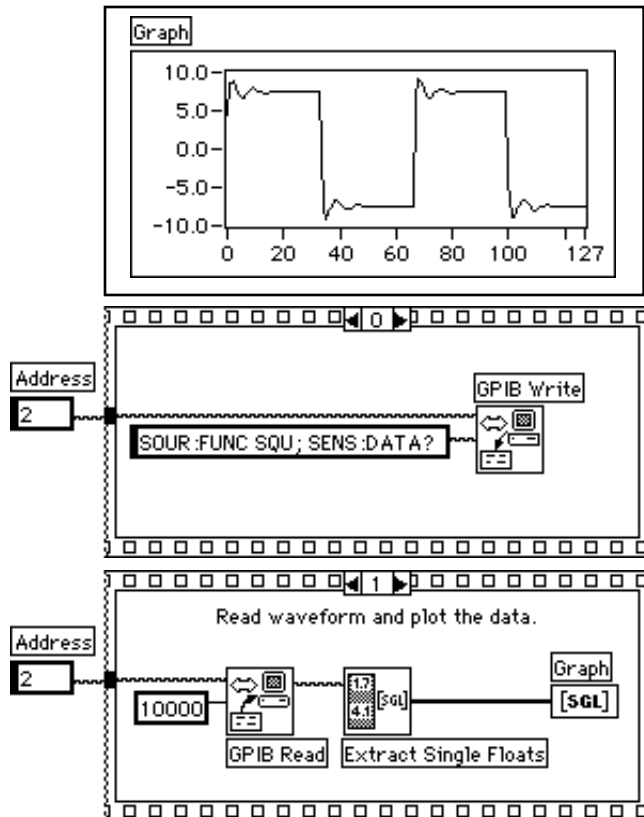 Graph
10.0
5.0
0.0
-5.0
-10.0
0 20 40 60 80 100 127
0
Address
2
GPIB Write
SOUR:FUNC SQU; SENS:DATA?
1
Read waveform and plot the data.
Address
2
10000
1.7
4.1
[SGL]
Graph
[SGL]
GPIB Read
Extract Single Floats